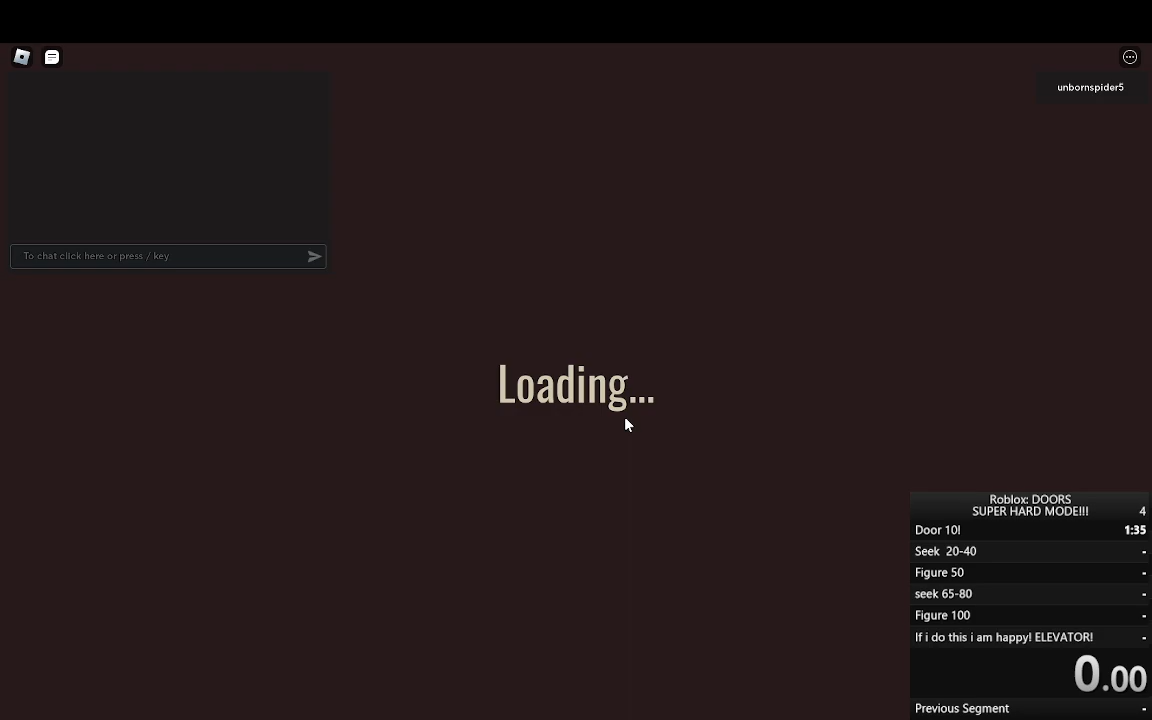 unbornspider5
To chat click here or press / key
Loading...
Roblox: DOORS
SUPER HARD MODE!!! 4
Door 10! 1:35
Seek 20-40 -
Figure 50 -
seek 65-80 -
Figure 100 -
If i do this i am happy! ELEVATOR! -
0.00
Previous Segment -